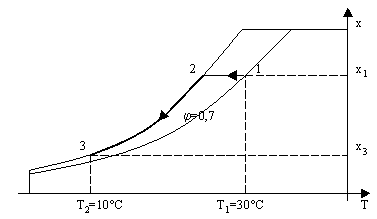 x
2
1
x₁
φ=0,7
3
x₃
T₂=10°C
T₁=30°C
T